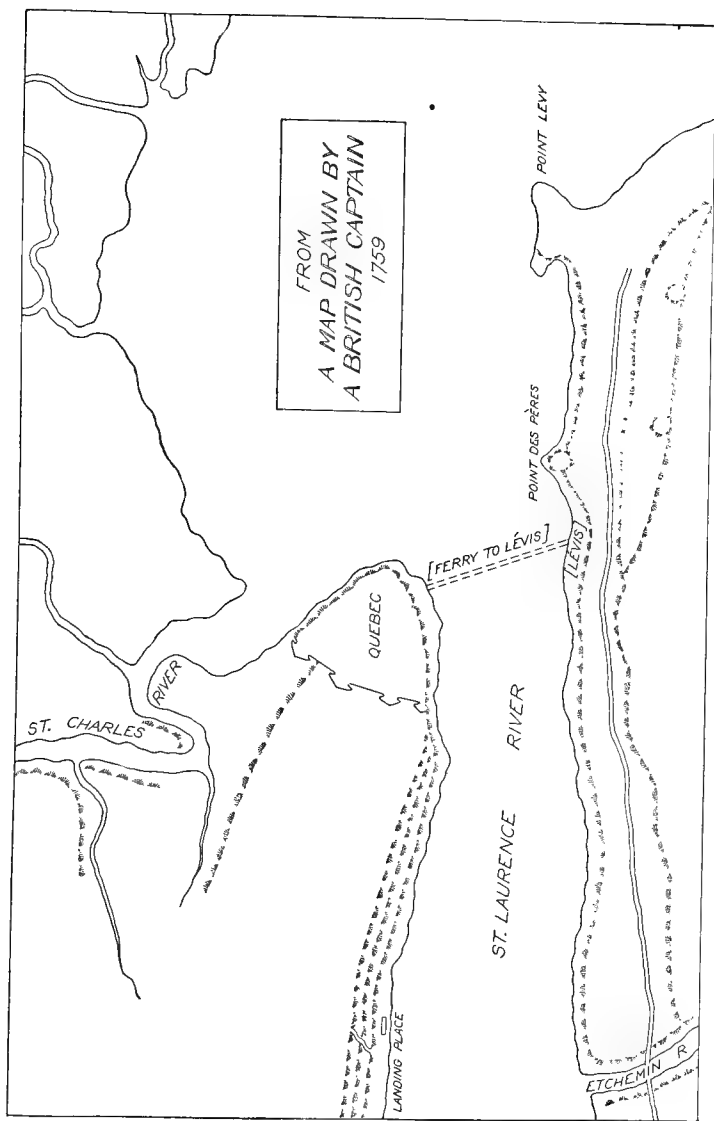 FROM
A MAP DRAWN BY
A BRITISH CAPTAIN
1759
POINT LEVY
POINT DES PÈRES
[FERRY TO LÉVIS]
[LÉVIS]
QUEBEC
RIVER
ST. CHARLES
ST. LAURENCE RIVER
LANDING PLACE
ETCHEMIN R